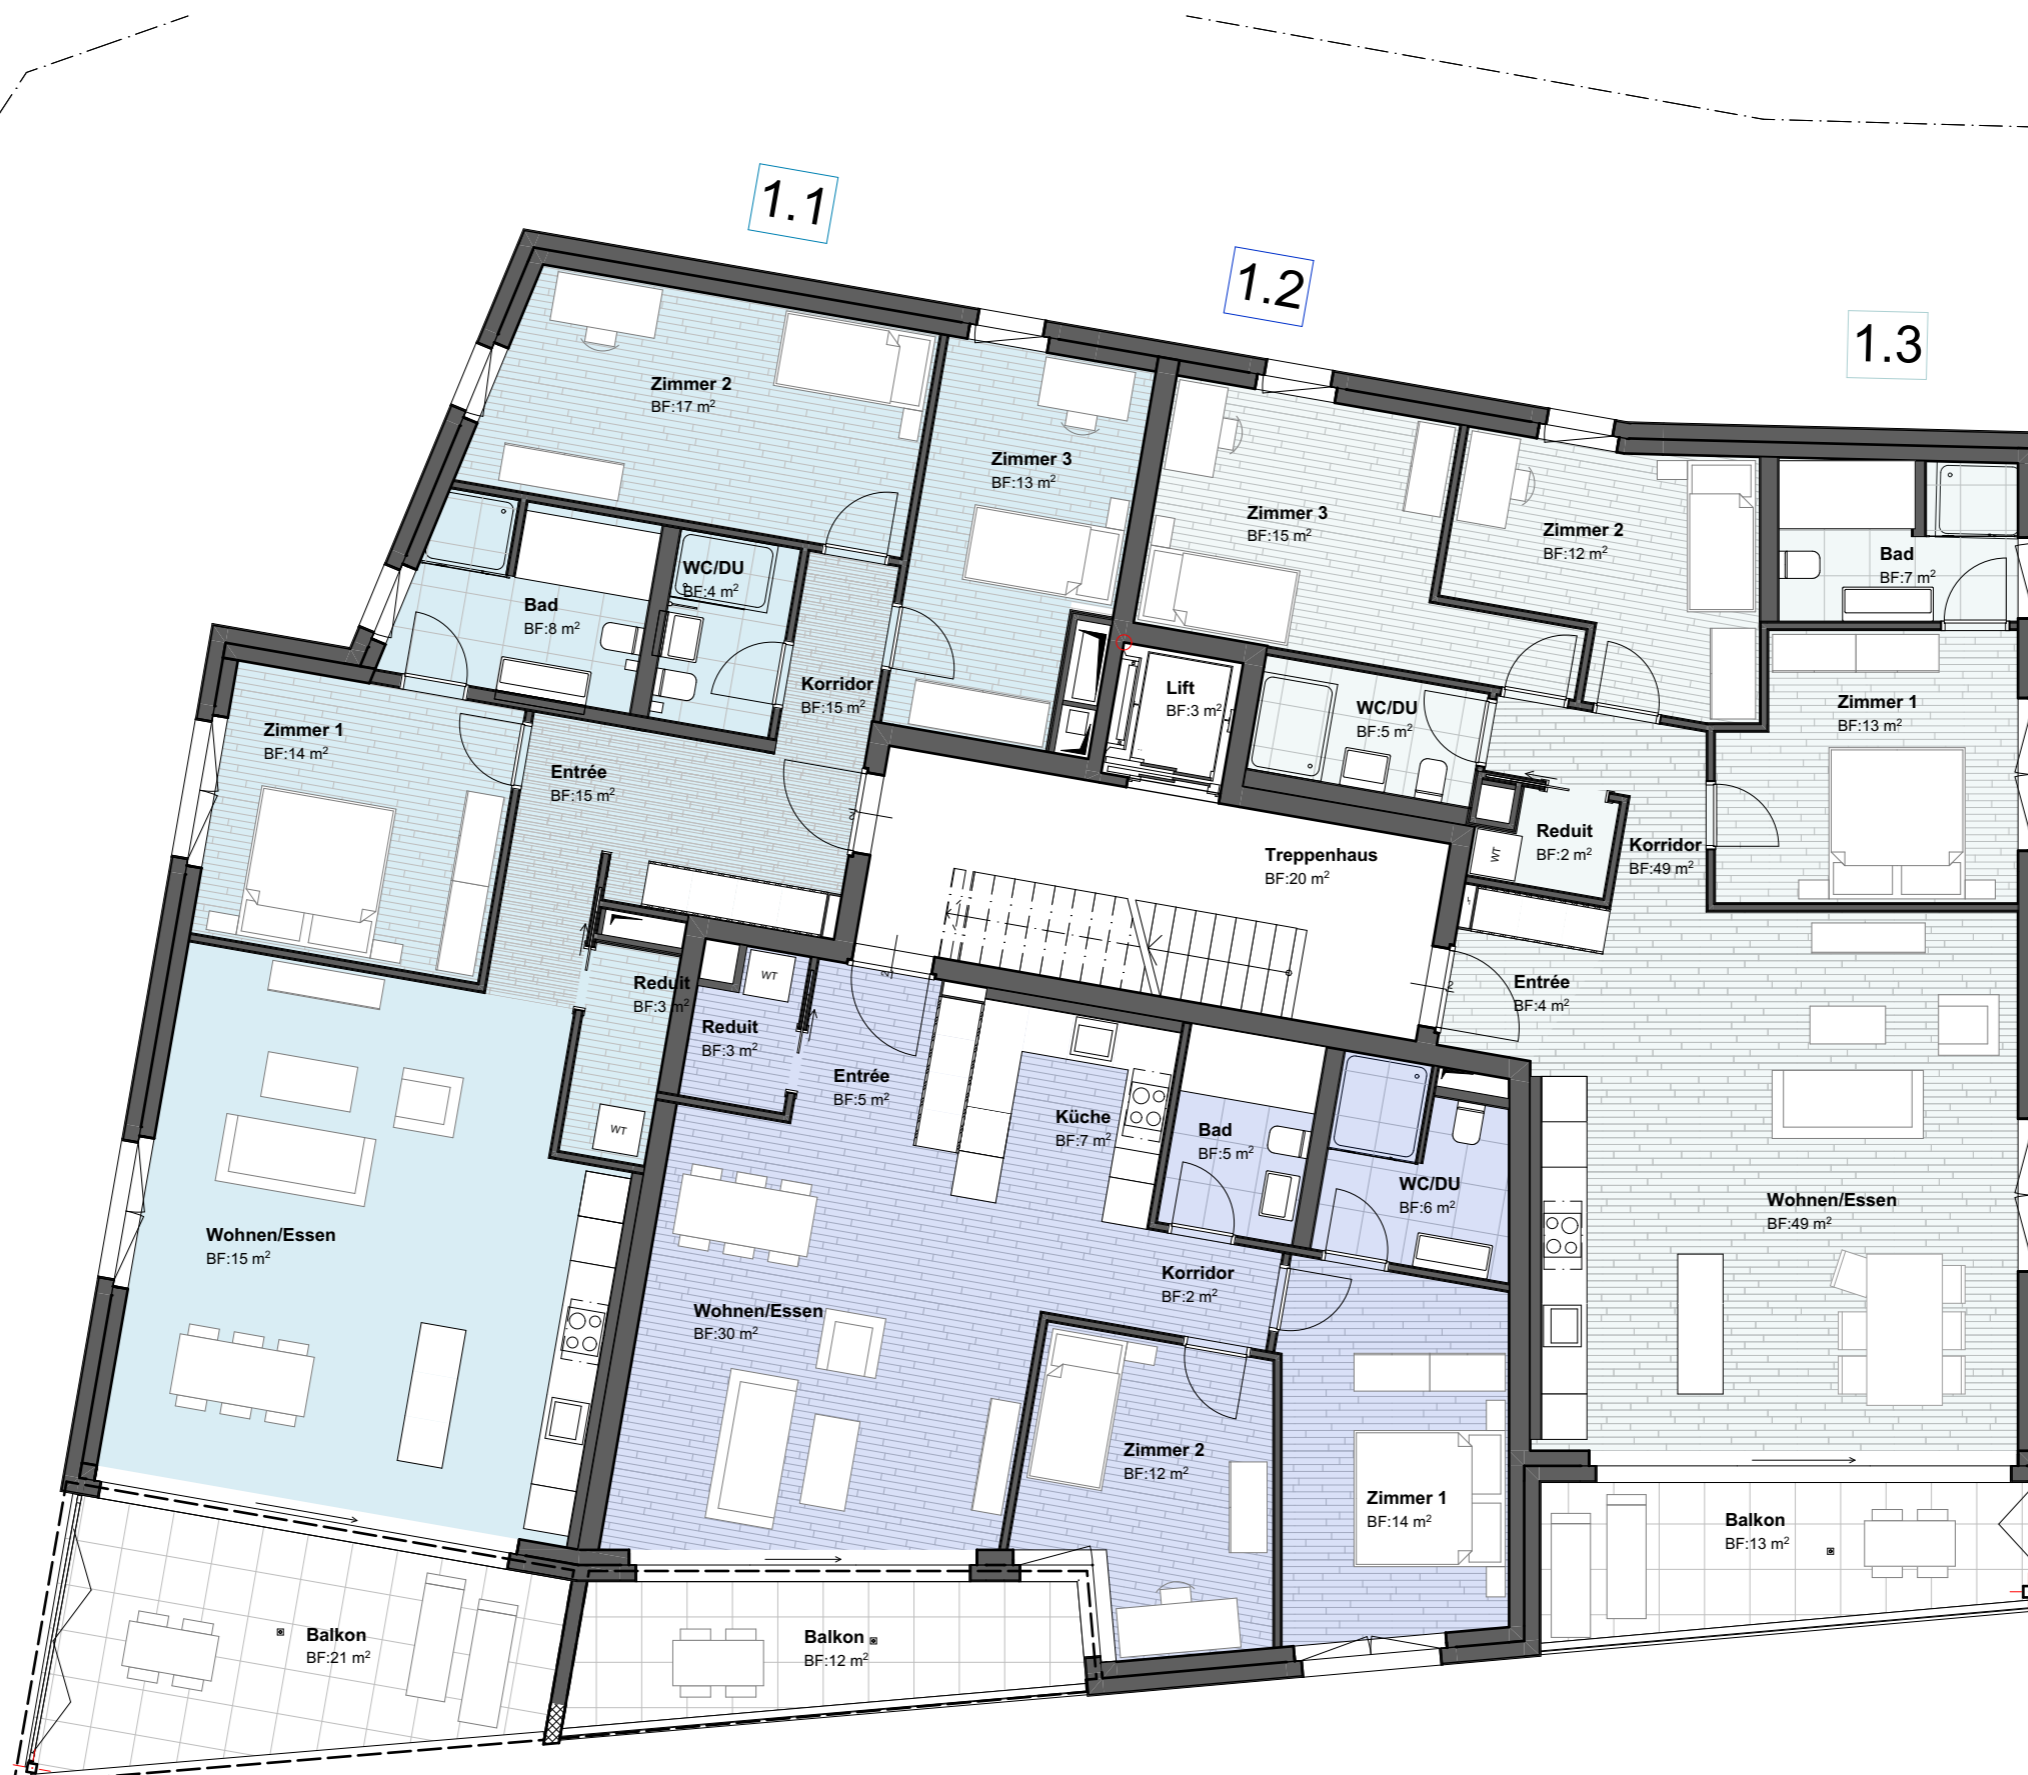 1.1
1.2
1.3
Zimmer 2
BF:17 m²
Zimmer 3
BF:13 m²
Zimmer 3
BF:15 m²
Zimmer 2
BF:12 m²
Bad
BF:7 m²
WC/DU
BF:4 m²
Bad
BF:8 m²
Korridor
BF:15 m²
Lift
BF:3 m²
WC/DU
BF:5 m²
Zimmer 1
BF:13 m²
Zimmer 1
BF:14 m²
Entrée
BF:15 m²
Treppenhaus
BF:20 m²
WT
Reduit
BF:2 m²
Korridor
BF:49 m²
Reduit
BF:3 m²
WT
Reduit
BF:3 m²
Entrée
BF:5 m²
Entrée
BF:4 m²
Küche
BF:7 m²
Bad
BF:5 m²
WC/DU
BF:6 m²
WT
Wohnen/Essen
BF:15 m²
Wohnen/Essen
BF:49 m²
Korridor
BF:2 m²
Wohnen/Essen
BF:30 m²
Zimmer 2
BF:12 m²
Zimmer 1
BF:14 m²
Balkon
BF:13 m²
Balkon
BF:21 m²
Balkon
BF:12 m²